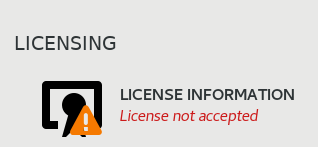 LICENSING
LICENSE INFORMATION
License not accepted